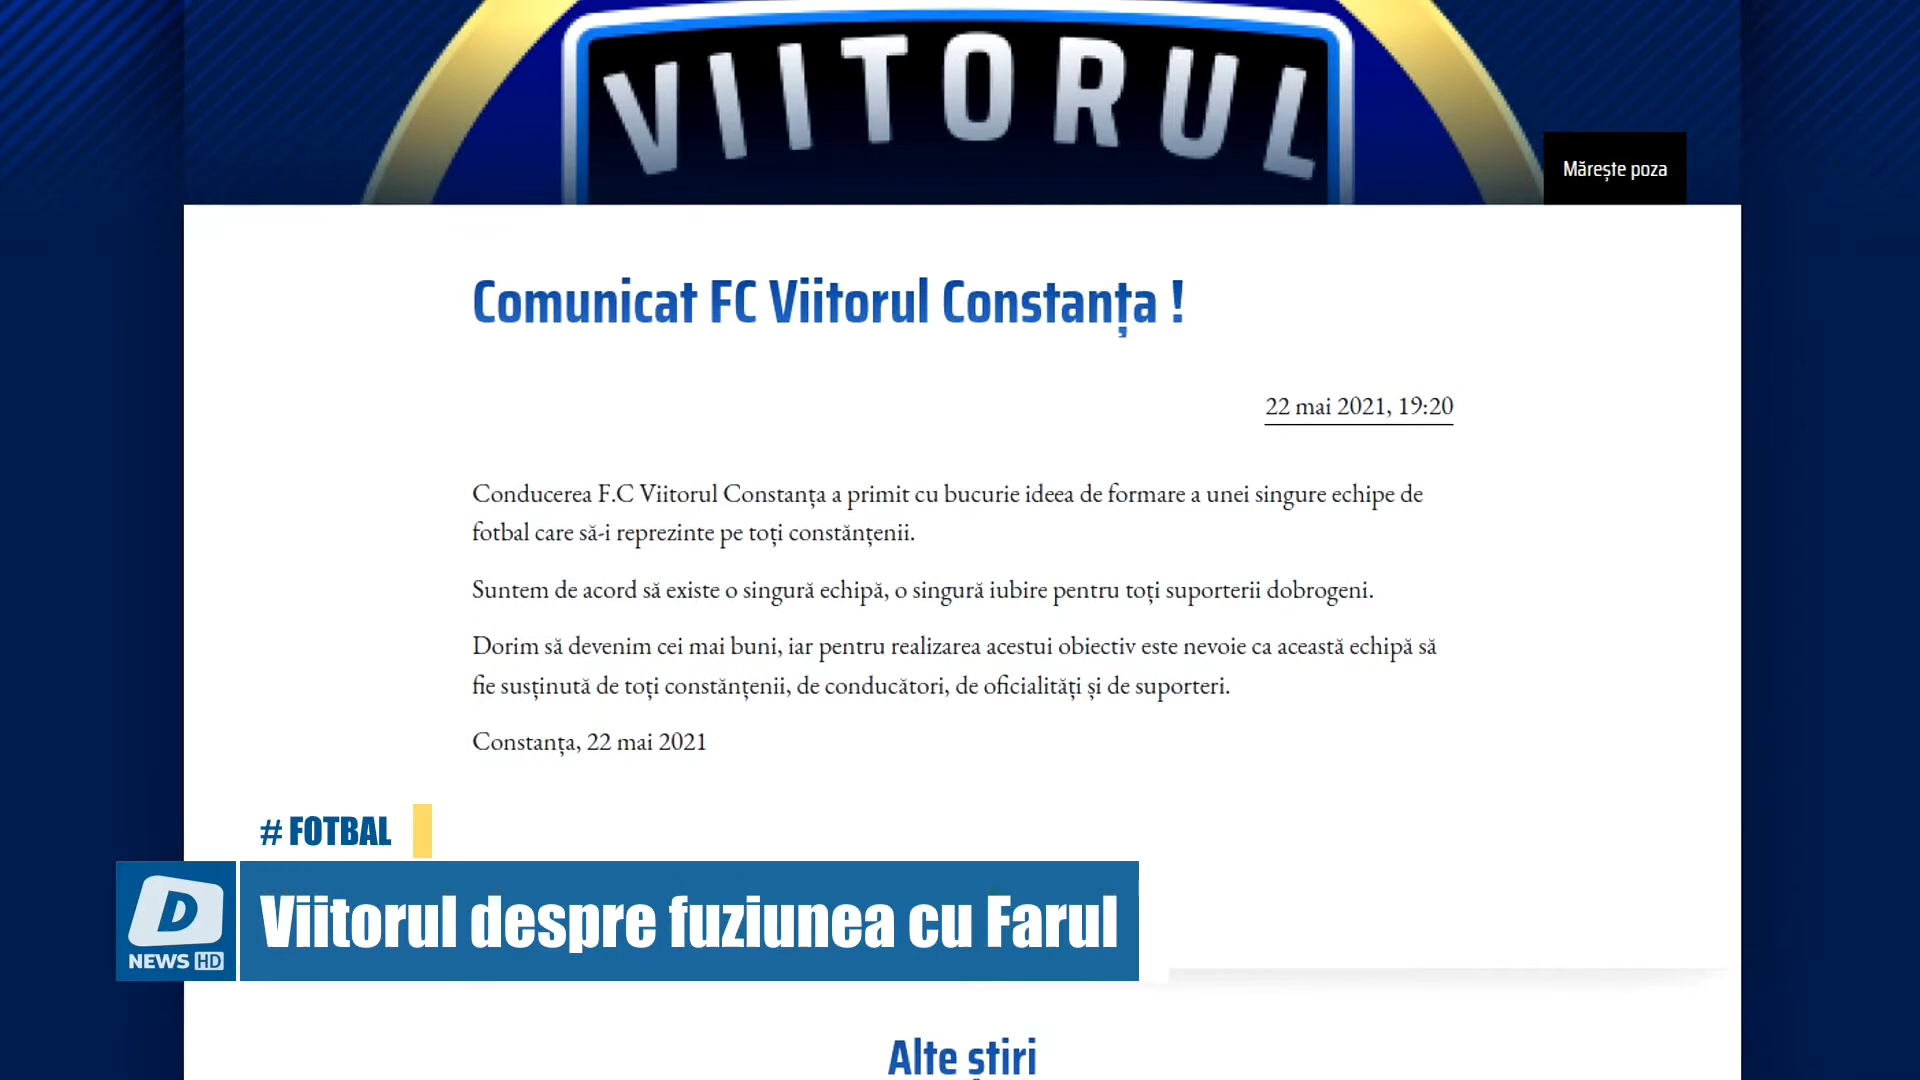 VIITORUL
Mărește poza
Comunicat FC Viitorul Constanța !
22 mai 2021, 19:20
Conducerea F.C Viitorul Constanța a primit cu bucurie ideea de formare a unei singure echipe de
fotbal care să-i reprezinte pe toți constănțenii.
Suntem de acord să existe o singură echipă, o singură iubire pentru toți suporterii dobrogeni.
Dorim să devenim cei mai buni, iar pentru realizarea acestui obiectiv este nevoie ca această echipă să
fie susținută de toți constănțenii, de conducători, de oficialități și de suporteri.
Constanța, 22 mai 2021
# FOTBAL
D
NEWS HD
Viitorul despre fuziunea cu Farul
Alte știri